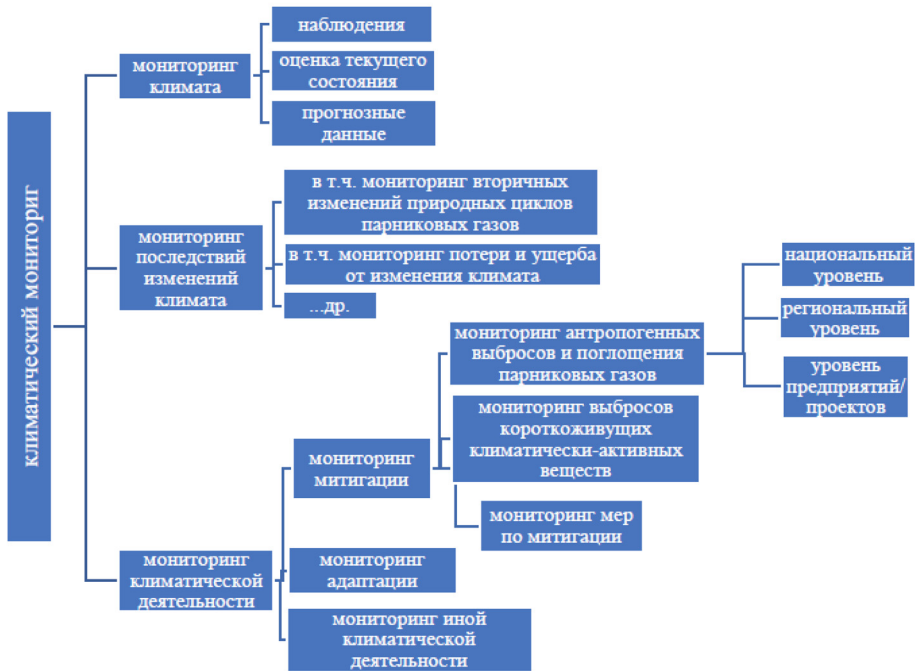 климатический мониториг
мониторинг
климата
наблюдения
оценка текущего
состояния
прогнозные
данные
мониторинг
последствий
изменений
климата
в т.ч. мониторинг вторичных
изменений природных циклов
парниковых газов
в т.ч. мониторинг потери и ущерба
от изменения климата
...др.
мониторинг
климатической
деятельности
мониторинг
митигации
мониторинг антропогенных
выбросов и поглощения
парниковых газов
национальный
уровень
региональный
уровень
уровень
предприятий/
проектов
мониторинг выбросов
короткоживущих
климатически-активных
веществ
мониторинг мер
по митигации
мониторинг
адаптации
мониторинг иной
климатической
деятельности